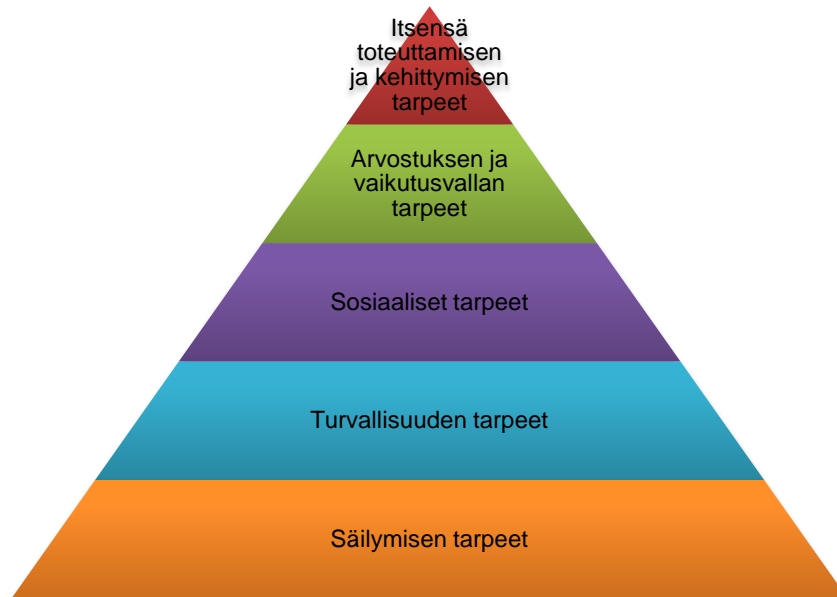 Itsensä
toteuttamisen
ja kehittymisen
tarpeet
Arvostuksen ja
vaikutusvallan
tarpeet
Sosiaaliset tarpeet
Turvallisuuden tarpeet
Säilymisen tarpeet